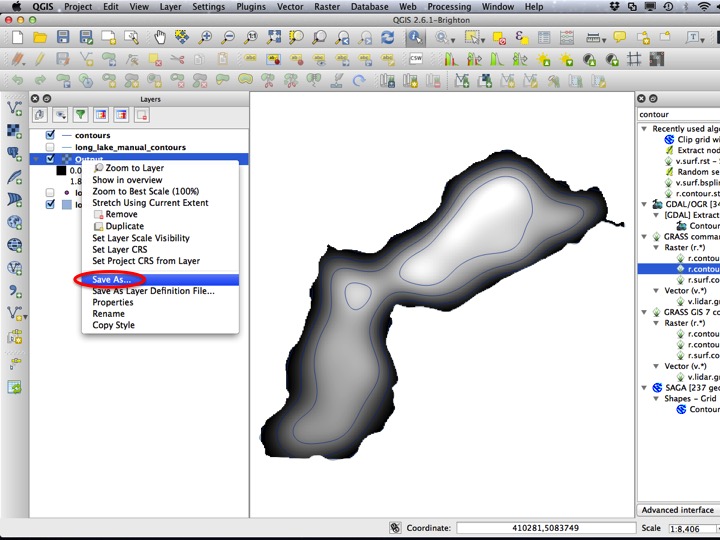 QGIS Project Edit View Layer Settings Plugins Vector Raster Database Web Processing Window Help
QGIS 2.6.1-Brighton
CSW
Layers
contours
long_lake_manual_contours
Output
0.0
1.8
lo
lo
Zoom to Layer
Show in overview
Zoom to Best Scale (100%)
Stretch Using Current Extent
Remove
Duplicate
Set Layer Scale Visibility
Set Layer CRS
Set Project CRS from Layer
Save As...
Save As Layer Definition File...
Properties
Rename
Copy Style
contour
Recently used algo
Clip grid wi
Extract nod
v.surf.rst - S
Random se
v.surf.bsplin
r.contour.st
GDAL/OGR [34
[GDAL] Extract
Contour
GRASS comman
Raster (r.*)
r.contou
r.contou
r.surf.co
Vector (v.*)
v.lidar.gr
GRASS GIS 7 co
Raster (r.*)
r.contou
r.contou
r.surf.co
Vector (v.*)
v.lidar.gr
SAGA [237 geo
Shapes - Grid
Contour
Advanced interface
Coordinate: 410281,5083749 Scale 1:8,406